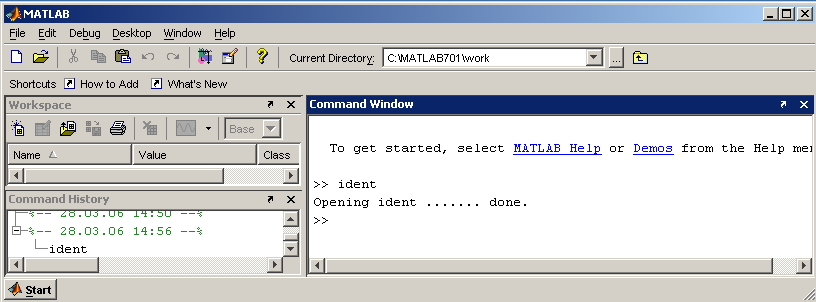 MATLAB
File Edit Debug Desktop Window Help
Current Directory: C:\MATLAB701\work ...
Shortcuts How to Add What's New
Workspace
Base
Name Value Class
Command History
%-- 28.03.06 14:50 --%
%-- 28.03.06 14:56 --%
ident
Command Window
To get started, select MATLAB Help or Demos from the Help men
>> ident
Opening ident ....... done.
>>
Start